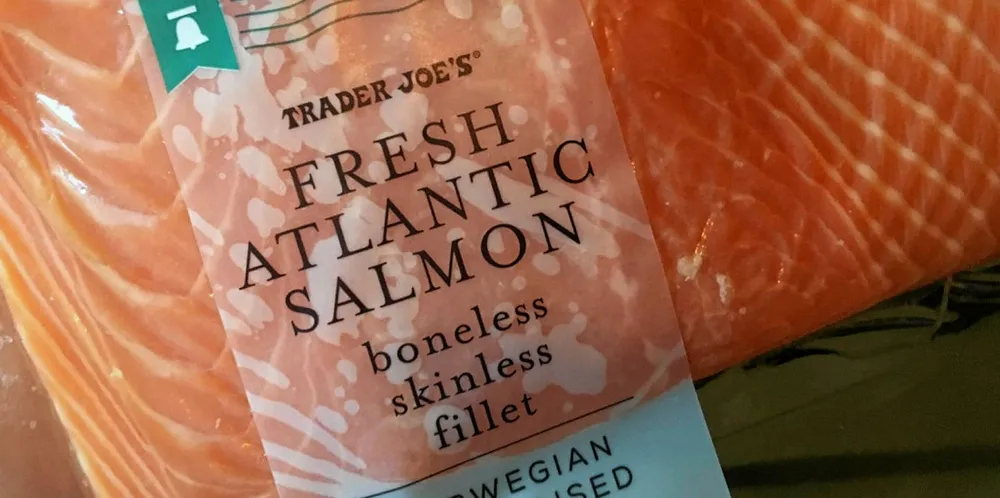 TRADER JOE'S®
FRESH
ATLANTIC
SALMON
boneless
skinless
fillet